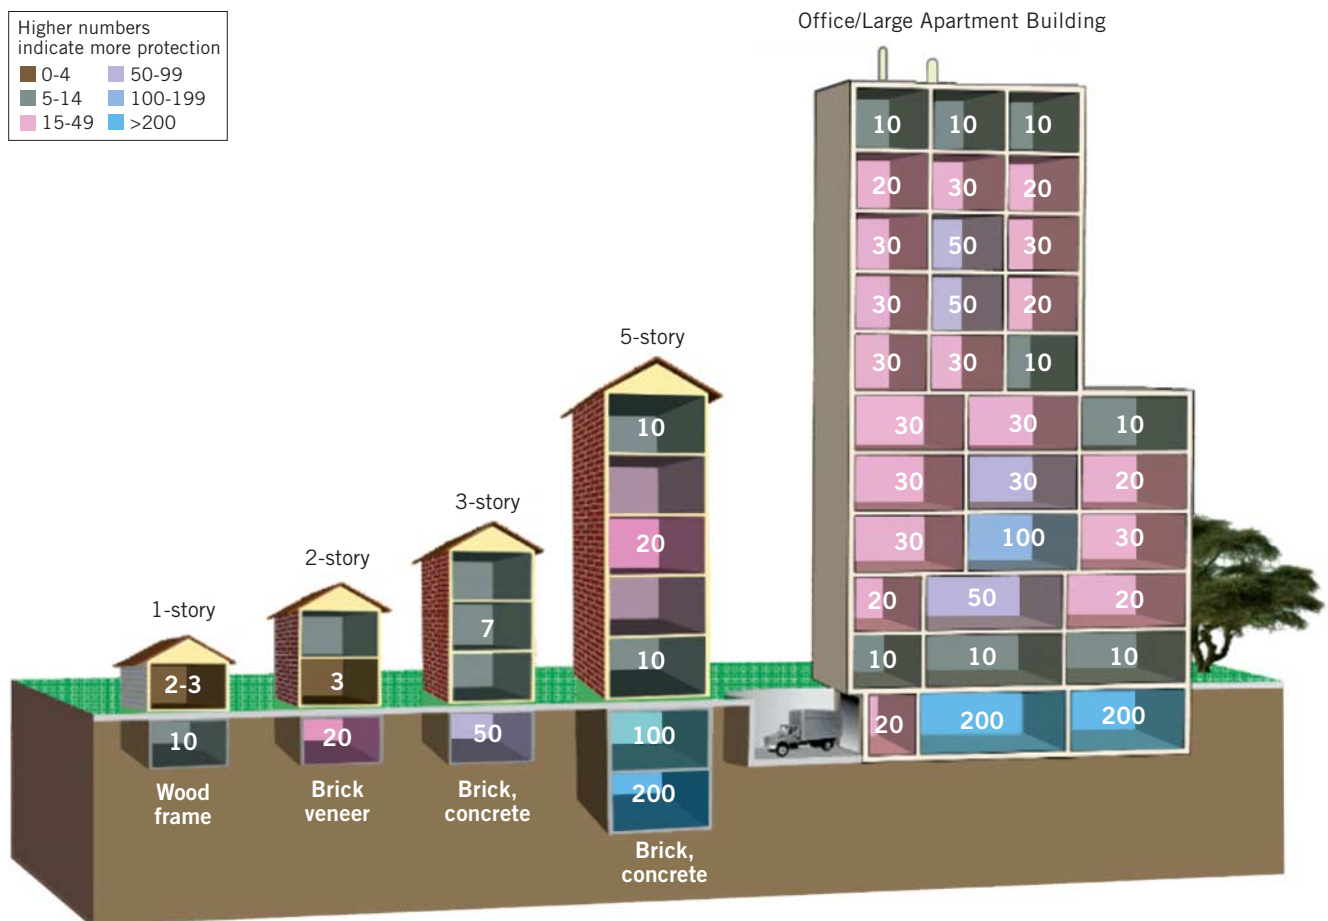 Higher numbers
indicate more protection
0-4
50-99
5-14
100-199
15-49
>200
Office/Large Apartment Building
10 10 10
20 30 20
30 50 30
30 50 20
30 30 10
30 30 10
30 30 20
30 100 30
20 50 20
10 10 10
20 200 200
5-story
10
20
10
100
200
Brick,
concrete
3-story
7
50
Brick,
concrete
2-story
3
20
Brick
veneer
1-story
2-3
10
Wood
frame